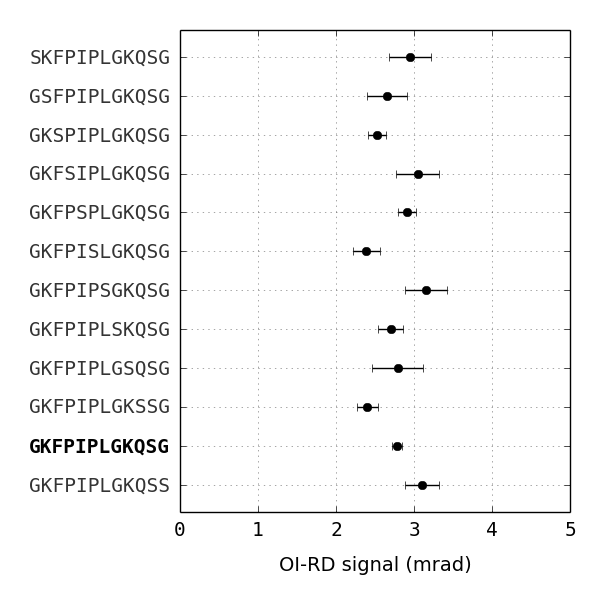 SKFPIPLGKQSG
GSFPIPLGKQSG
GKSPIPLGKQSG
GKFSIPLGKQSG
GKFPSPLGKQSG
GKFPISLGKQSG
GKFPIPSGKQSG
GKFPIPLSKQSG
GKFPIPLGSQSG
GKFPIPLGKSSG
GKFPIPLGKQSG
GKFPIPLGKQSS
0 1 2 3 4 5
OI-RD signal (mrad)